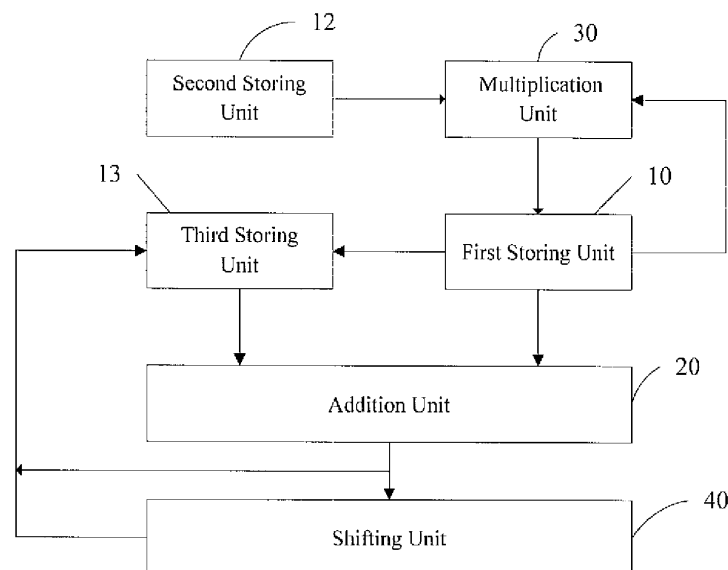 12
30
Second Storing
Unit
Multiplication
Unit
13
10
Third Storing
Unit
First Storing Unit
20
Addition Unit
40
Shifting Unit